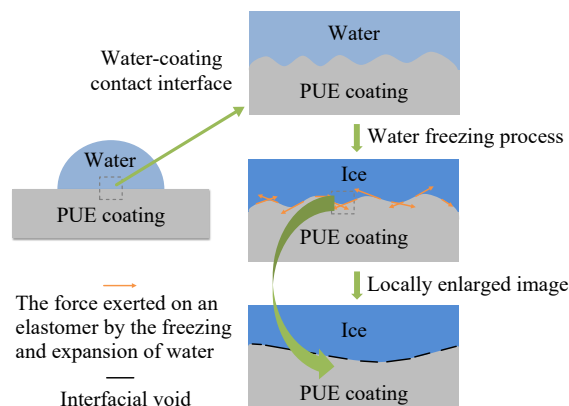 Water-coating
contact interface
Water
PUE coating
Water freezing process
Water
PUE coating
Ice
PUE coating
Locally enlarged image
The force exerted on an
elastomer by the freezing
and expansion of water
Interfacial void
Ice
PUE coating